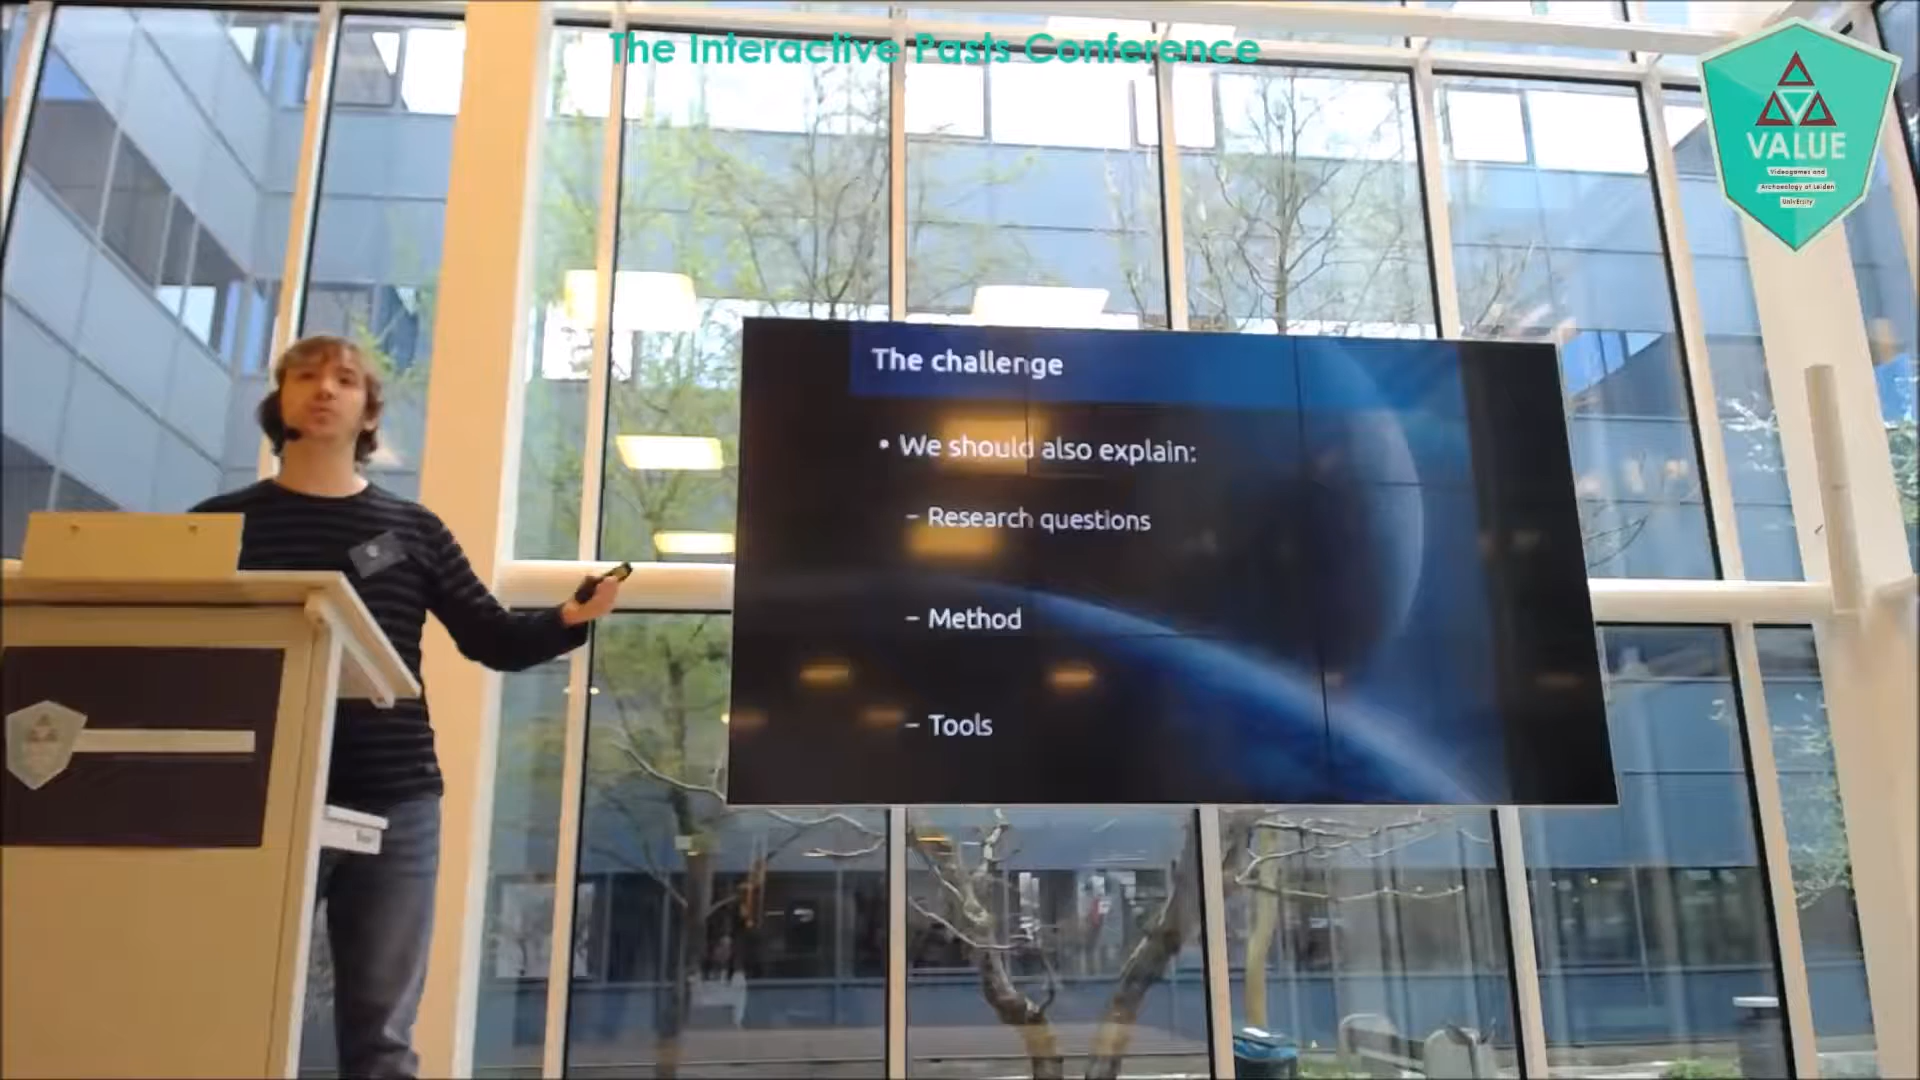 The Interactive Pasts Conference
VALUE
Videogames and
Archaeology at Leiden
UnivErsity
The challenge
• We should also explain:
– Research questions
– Method
– Tools